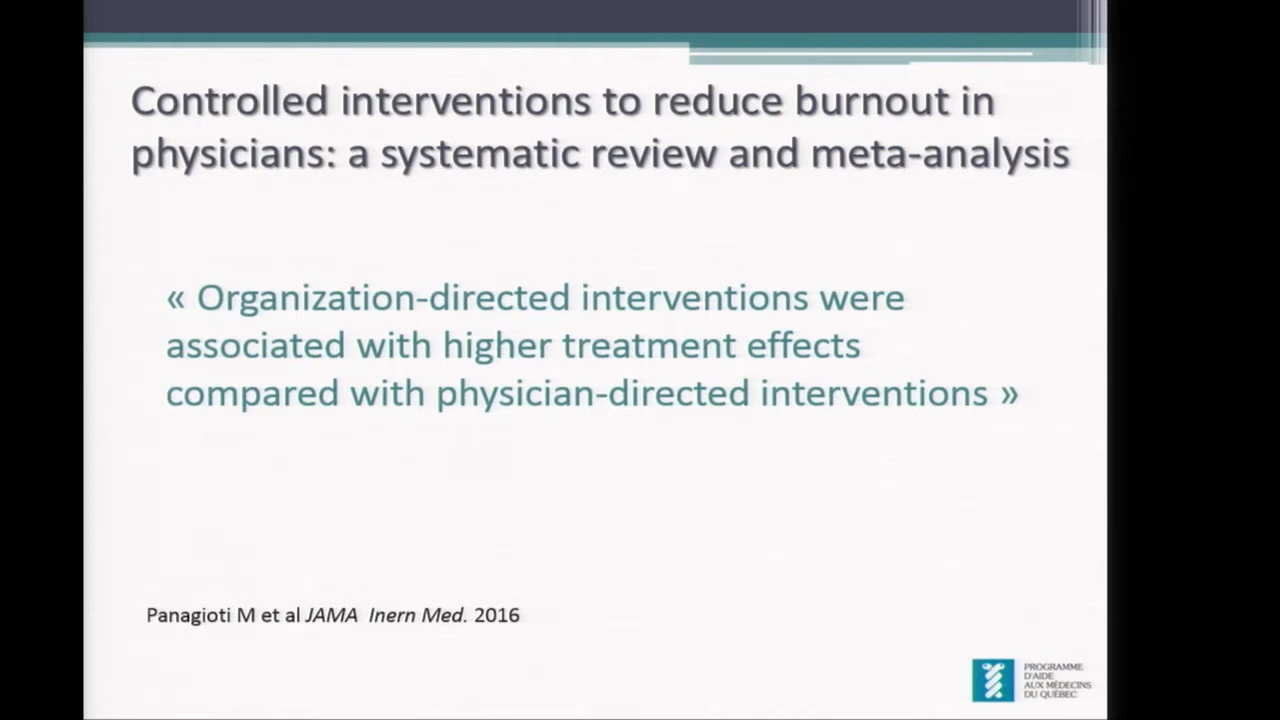 Controlled interventions to reduce burnout in
physicians: a systematic review and meta-analysis
« Organization-directed interventions were
associated with higher treatment effects
compared with physician-directed interventions »
Panagioti M et al JAMA Inern Med. 2016
PROGRAMME
D'AIDE
AUX MÉDECINS
DU QUÉBEC